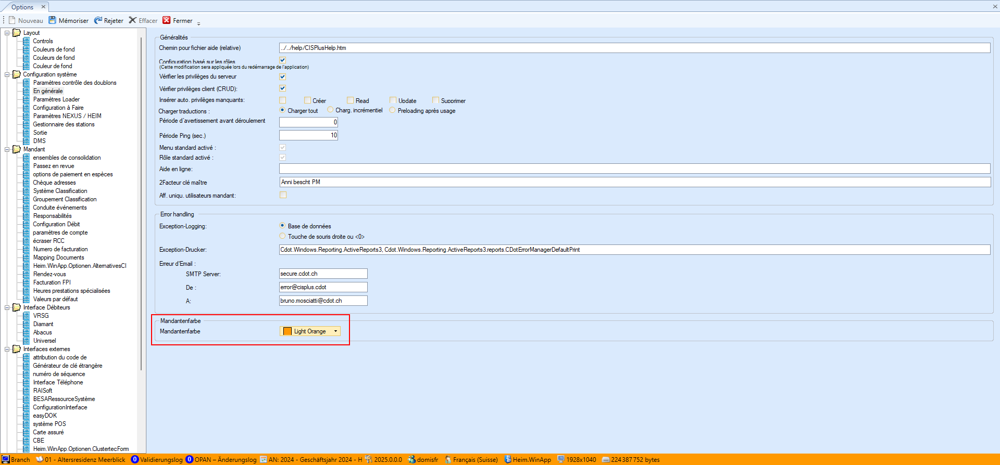 Options
Nouveau Mémoriser Rejeter Effacer Fermer
Layout
Controls
Couleurs de fond
Couleurs de fond
Couleur de fond
Configuration système
Paramètres contrôle des doublons
En générale
Paramètres Loader
Configuration à Faire
Paramètres NEXUS / HEIM
Gestionnaire des stations
Sortie
DMS
Mandant
ensembles de consolidation
Passez en revue
options de paiement en espèces
Chèque adresses
Système Classification
Groupement Classification
Conduite événements
Responsabilités
Configuration Débit
paramètres de compte
écraser RCC
Numero de facturation
Mapping Documents
Heim.WinApp.Optionen.AlternativesCI
Rendez-vous
Facturation FPI
Heures prestations spécialisées
Valeurs par défaut
Interface Débiteurs
VRSG
Diamant
Abacus
Universel
Interfaces externes
attribution du code de
Générateur de clé étrangère
numéro de séquence
Interface Téléphone
RAISoft
BESARessourceSystème
ConfigurationInterface
easyDOK
système POS
Carte assuré
CBE
Heim.WinApp.Optionen.ClustertecForm
Généralités
Chemin pour fichier aide (relative) ../../help/CISPlusHelp.htm
Configuration basé sur les rôles
(Cette modification sera appliquée lors du redémarrage de l'application)
Vérifier les privilèges du serveur
Vérifier privilèges client (CRUD):
Insérer auto. privilèges manquants: Créer Read Update Supprimer
Charger traductions : Charger tout Charg. incrémentiel Preloading après usage
Période d'avertissement avant déroulement 0
Période Ping (sec.) 10
Menu standard activé :
Rôle standard activé :
Aide en ligne:
2Facteur clé maître Anni bescht PM
Aff. uniqu. utilisateurs mandant:
Error handling
Exception-Logging: Base de données
Touche de souris droite ou <0>
Exception-Drucker: Cdot.Windows.Reporting.ActiveReports3, Cdot.Windows.Reporting.ActiveReports3.reports.CDotErrorManagerDefaultPrint
Erreur d'Email :
SMTP Server: secure.cdot.ch
De : error@cisplus.cdot
A: bruno.mosciatti@cdot.ch
Mandantenfarbe
Mandantenfarbe Light Orange
Branch 01 - Altersresidenz Meerblick 0 Validierungslog 0 OPAN – Änderungslog AN: 2024 - Geschäftsjahr 2024 - H 2025.0.0.0 domisfr Français (Suisse) Heim.WinApp 1928x1040 224 387 752 bytes